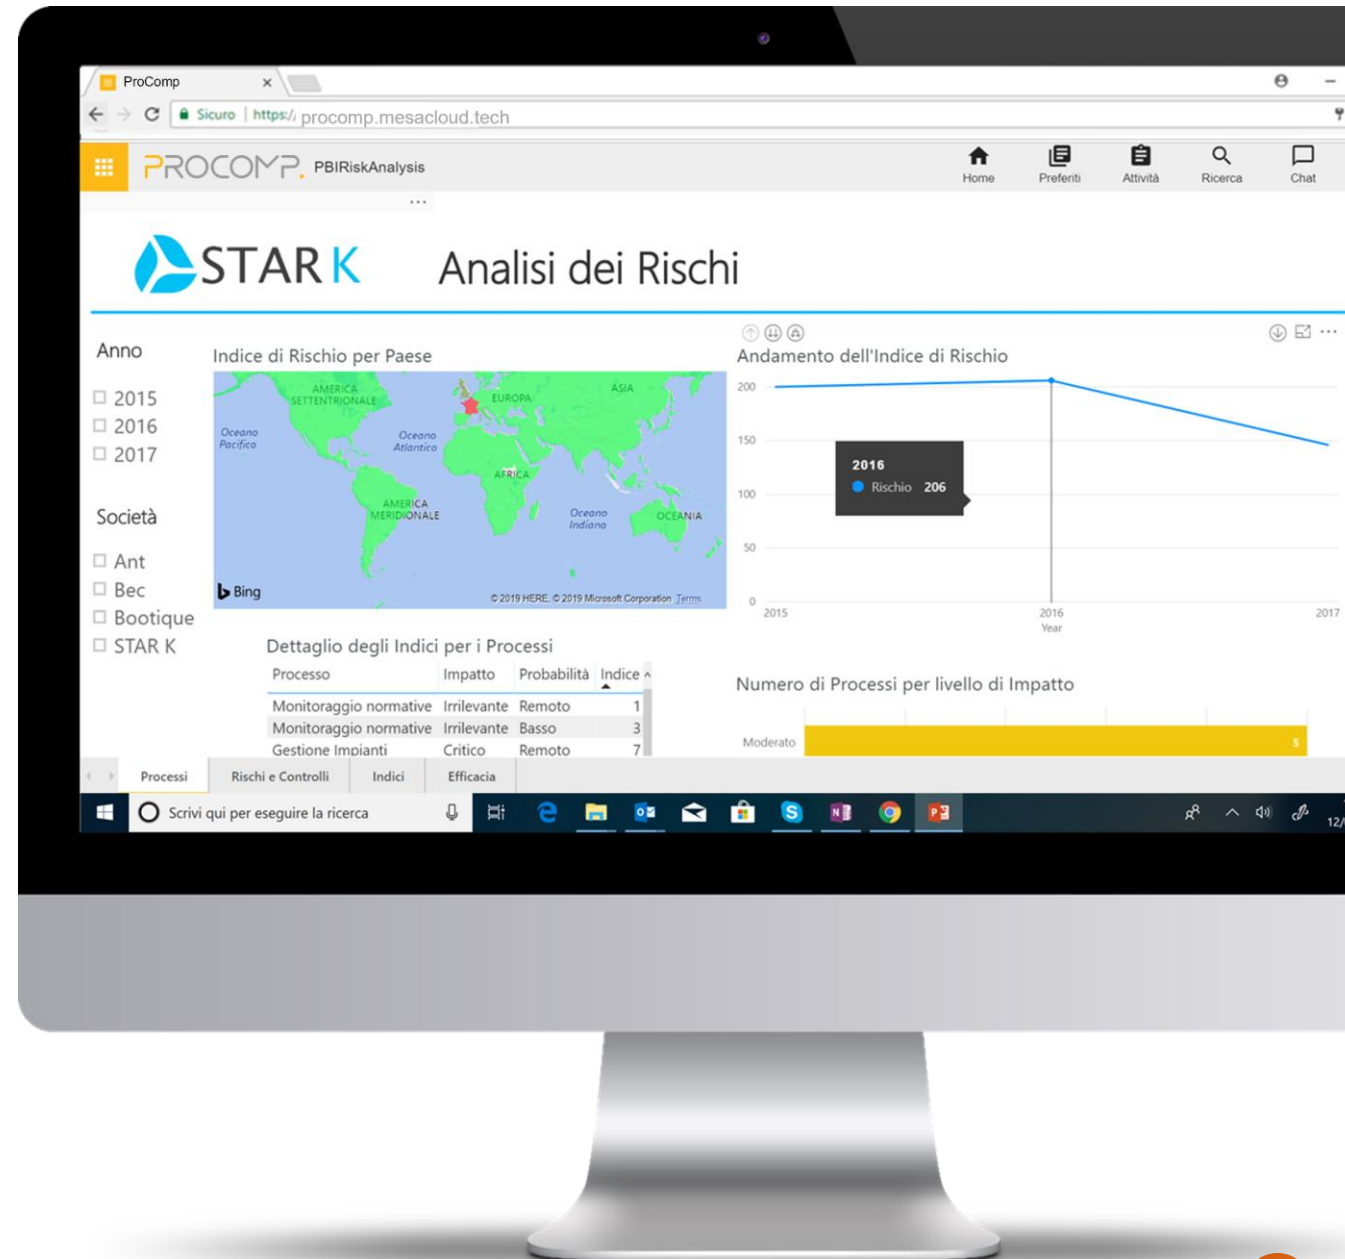 ProComp
Sicuro | https:// procomp.mesacloud.tech
PROCOMP. PBIRiskAnalysis
Home Preferiti Attività Ricerca Chat
STAR K Analisi dei Rischi
Anno
2015
2016
2017
Società
Ant
Bec
Bootique
STAR K
Indice di Rischio per Paese
AMERICA
SETTENTRIONALE
EUROPA
ASIA
Oceano
Pacifico
Oceano
Atlantico
AFRICA
AMERICA
MERIDIONALE
Oceano
Indiano
OCEANIA
Bing
© 2019 HERE, © 2019 Microsoft Corporation Terms
Andamento dell'Indice di Rischio
200
150
100
50
0
2016
Rischio 206
2015 2016 2017
Year
Dettaglio degli Indici per i Processi
Processo Impatto Probabilità Indice
Monitoraggio normative Irrilevante Remoto 1
Monitoraggio normative Irrilevante Basso 3
Gestione Impianti Critico Remoto 7
Numero di Processi per livello di Impatto
Moderato 5
Processi Rischi e Controlli Indici Efficacia
Scrivi qui per eseguire la ricerca
12/